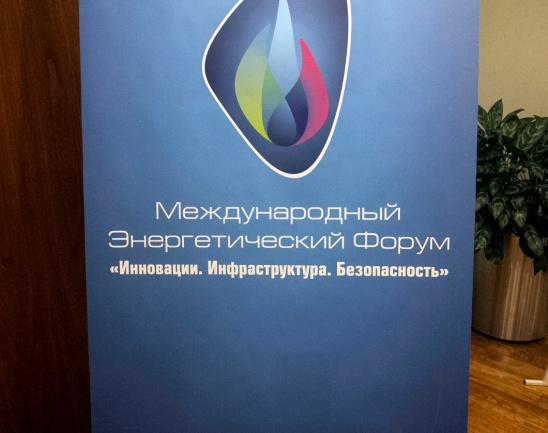 Международный
Энергетический Форум
«Инновации. Инфраструктура. Безопасность»